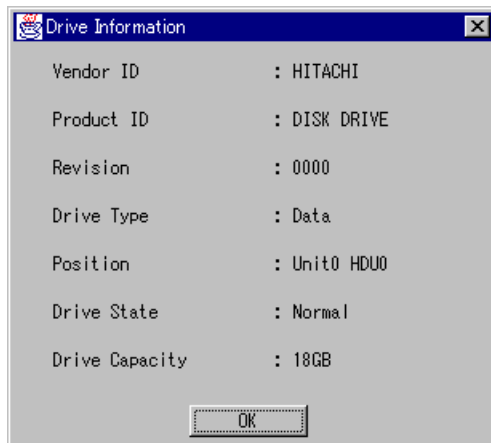 Drive Information
Vendor ID : HITACHI
Product ID : DISK DRIVE
Revision : 0000
Drive Type : Data
Position : Unit0 HDU0
Drive State : Normal
Drive Capacity : 18GB
OK